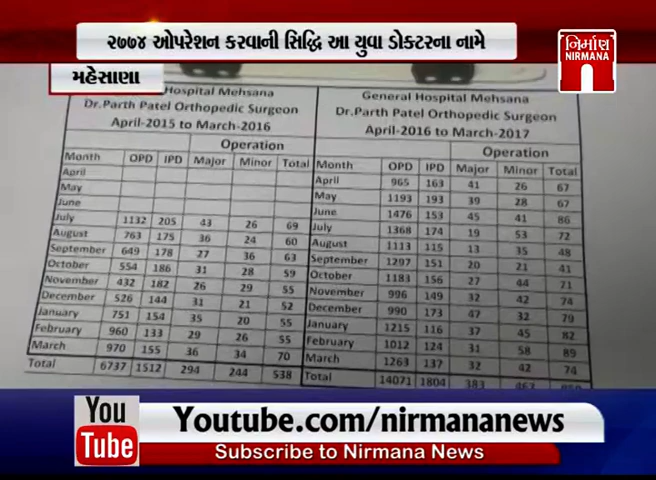 ૨૭૭૪ ઓપરેશન કરવાની સિદ્ધિ આ યુવા ડોક્ટરના નામે
નિર્માણ
NIRMANA
મહેસાણા
Hospital Mehsana
Dr.Parth Patel Orthopedic Surgeon
April-2015 to March-2016
Operation
Month OPD IPD Major Minor Total
April
May
June
July 1132 205 43 26 69
August 763 175 36 24 60
September 649 178 27 36 63
October 554 186 31 28 59
November 432 182 26 29 55
December 526 144 31 21 52
January 751 154 35 20 55
February 960 133 29 26 55
March 970 155 36 34 70
Total 6737 1512 294 244 538
General Hospital Mehsana
Dr.Parth Patel Orthopedic Surgeon
April-2016 to March-2017
Operation
Month OPD IPD Major Minor Total
April 965 163 41 26 67
May 1193 193 39 28 67
June 1476 153 45 41 86
July 1368 174 19 53 72
August 1113 115 13 35 48
September 1297 151 20 21 41
October 1183 156 27 44 71
November 996 149 32 42 74
December 990 173 47 32 79
January 1215 116 37 45 82
February 1012 124 31 58 89
March 1263 137 32 42 74
Total 14071 1804 383
You
Tube
Youtube.com/nirmananews
Subscribe to Nirmana News